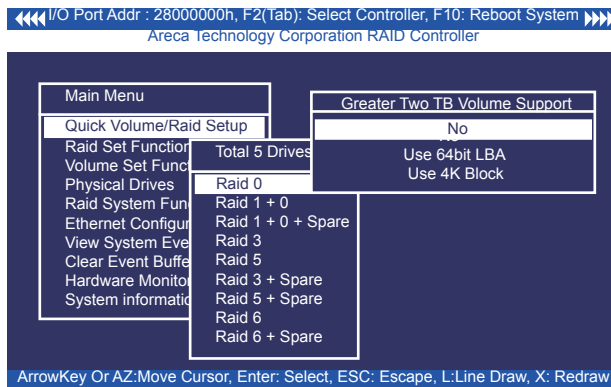 I/O Port Addr : 28000000h, F2(Tab): Select Controller, F10: Reboot System
Areca Technology Corporation RAID Controller
Main Menu
Quick Volume/Raid Setup
Raid Set Function
Volume Set Funct
Physical Drives
Raid System Fun
Ethernet Configur
View System Eve
Clear Event Buffe
Hardware Monito
System informatio
Total 5 Drives
Raid 0
Raid 1 + 0
Raid 1 + 0 + Spare
Raid 3
Raid 5
Raid 3 + Spare
Raid 5 + Spare
Raid 6
Raid 6 + Spare
Greater Two TB Volume Support
No
Use 64bit LBA
Use 4K Block
ArrowKey Or AZ:Move Cursor, Enter: Select, ESC: Escape, L:Line Draw, X: Redraw